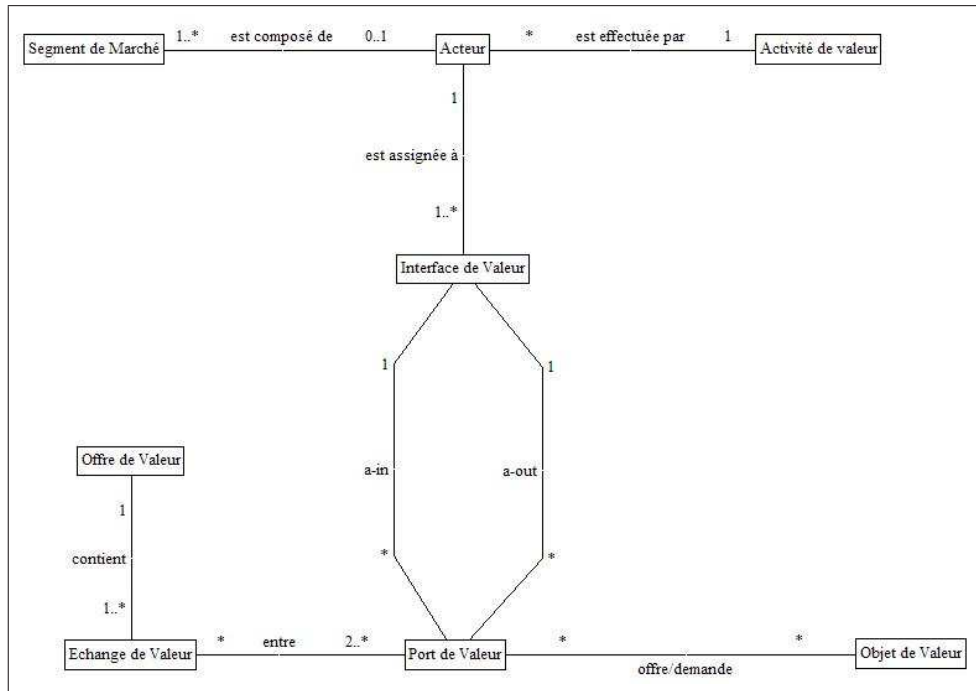 1..* est composé de 0..1 * est effectuée par 1
Segment de Marché Acteur Activité de valeur
1
est assignée à
1..*
Interface de Valeur
1 1
Offre de Valeur
a-in a-out
1
contient
* *
1..*
* entre 2..* * *
Echange de Valeur Port de Valeur Objet de Valeur
offre/demande